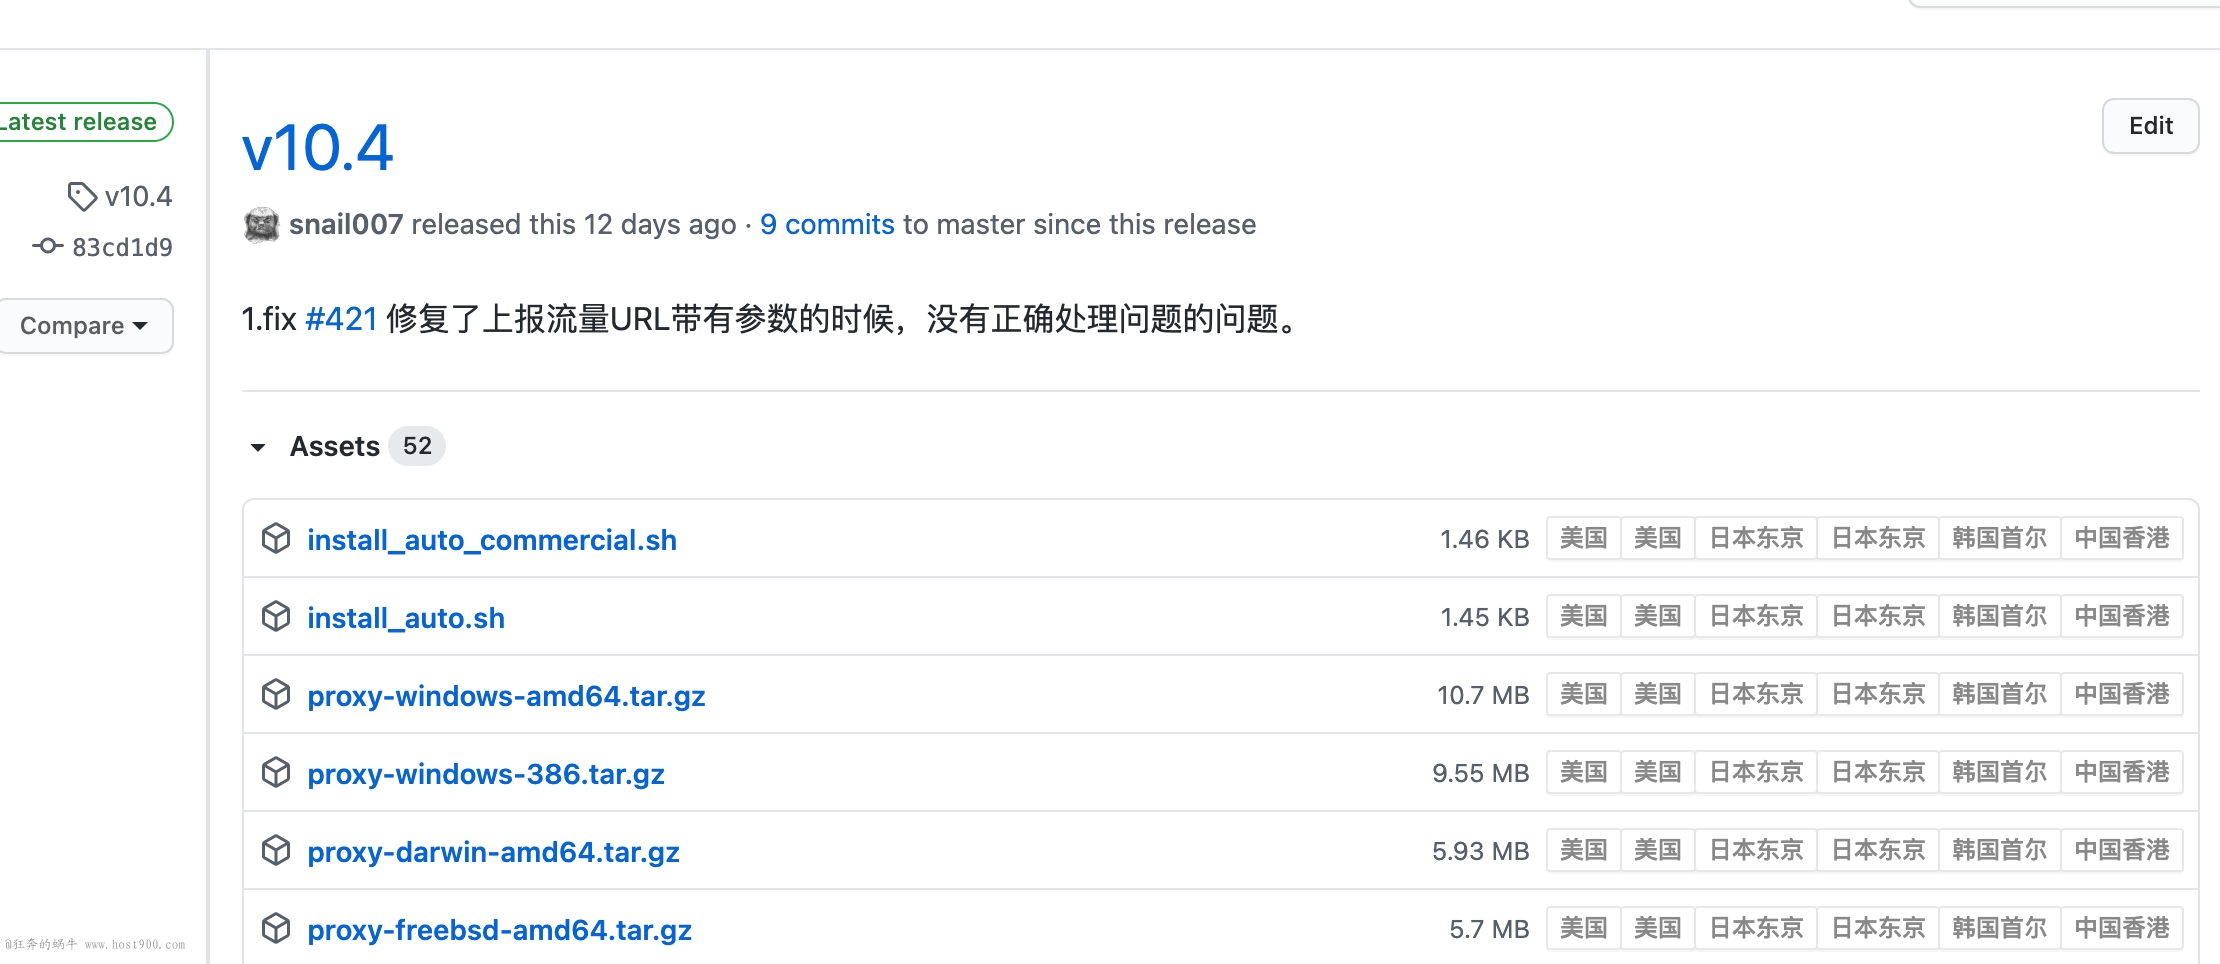 Latest release
v10.4
83cd1d9
Compare
v10.4
Edit
snail007 released this 12 days ago · 9 commits to master since this release
1.fix #421 修复了上报流量URL带有参数的时候，没有正确处理问题的问题。
Assets 52
install_auto_commercial.sh 1.46 KB 美国 美国 日本东京 日本东京 韩国首尔 中国香港
install_auto.sh 1.45 KB 美国 美国 日本东京 日本东京 韩国首尔 中国香港
proxy-windows-amd64.tar.gz 10.7 MB 美国 美国 日本东京 日本东京 韩国首尔 中国香港
proxy-windows-386.tar.gz 9.55 MB 美国 美国 日本东京 日本东京 韩国首尔 中国香港
proxy-darwin-amd64.tar.gz 5.93 MB 美国 美国 日本东京 日本东京 韩国首尔 中国香港
proxy-freebsd-amd64.tar.gz 5.7 MB 美国 美国 日本东京 日本东京 韩国首尔 中国香港
@狂奔的蜗牛 www.host900.com